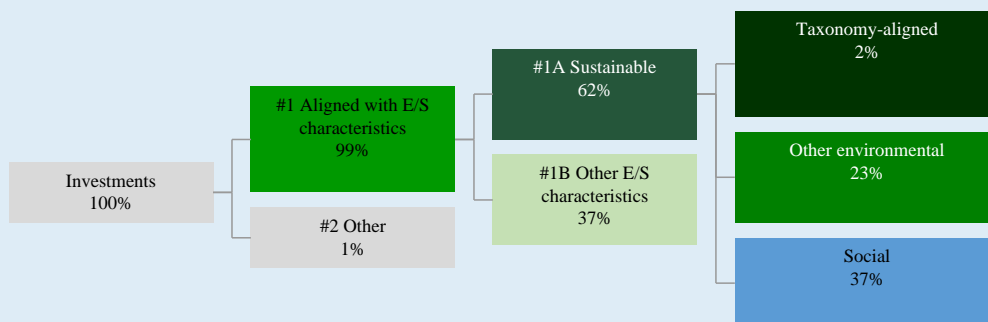 Investments
100%
#1 Aligned with E/S
characteristics
99%
#2 Other
1%
#1A Sustainable
62%
#1B Other E/S
characteristics
37%
Taxonomy-aligned
2%
Other environmental
23%
Social
37%